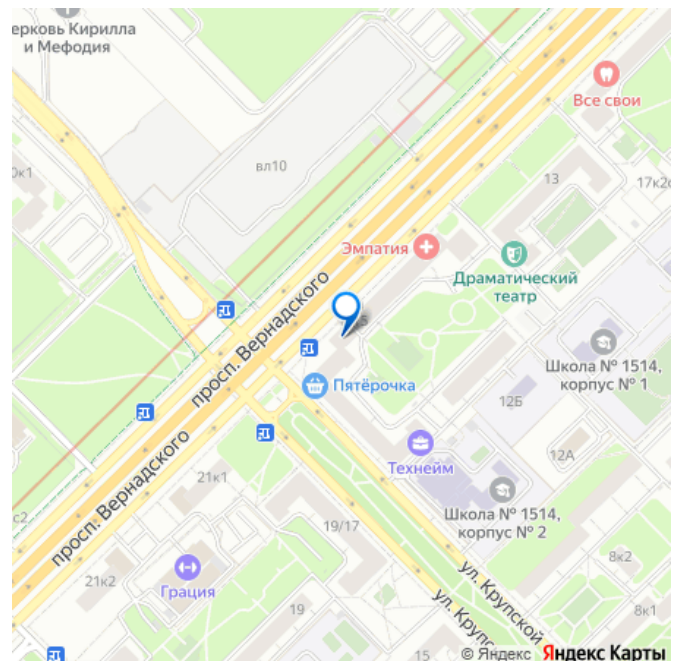 ерковь Кирилла
и Мефодия
Все свои
вл10
13
17к2с
Эмпатия
Драматический
театр
просп. Вернадского
Школа № 1514,
корпус № 1
Пятёрочка
12Б
Технейм
12А
просп. Вернадского
21к1
Школа № 1514,
корпус № 2
19/17
8к2
21к2
Грация
ул. Крупской
19
8к1
15
© Яндекс Яндекс Карты